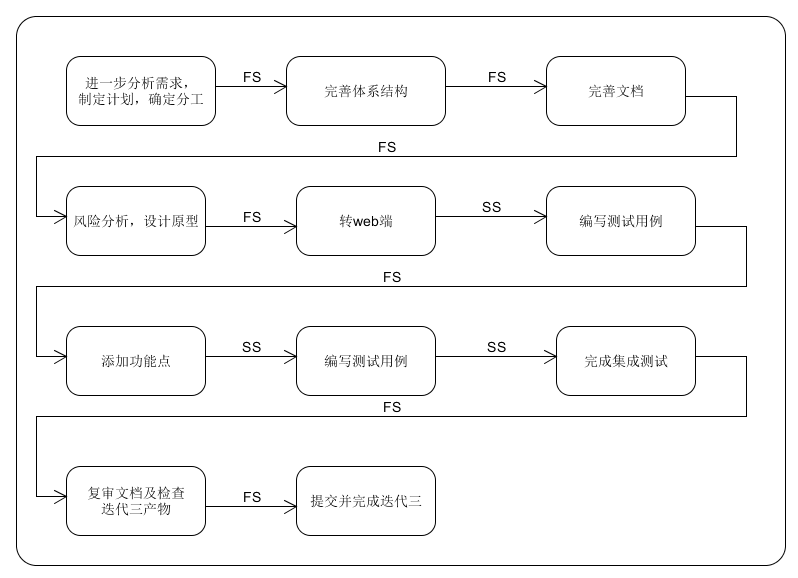 进一步分析需求，
制定计划，确定分工
FS
完善体系结构
FS
完善文档
FS
风险分析，设计原型
FS
转web端
SS
编写测试用例
FS
添加功能点
SS
编写测试用例
SS
完成集成测试
FS
复审文档及检查
迭代三产物
FS
提交并完成迭代三